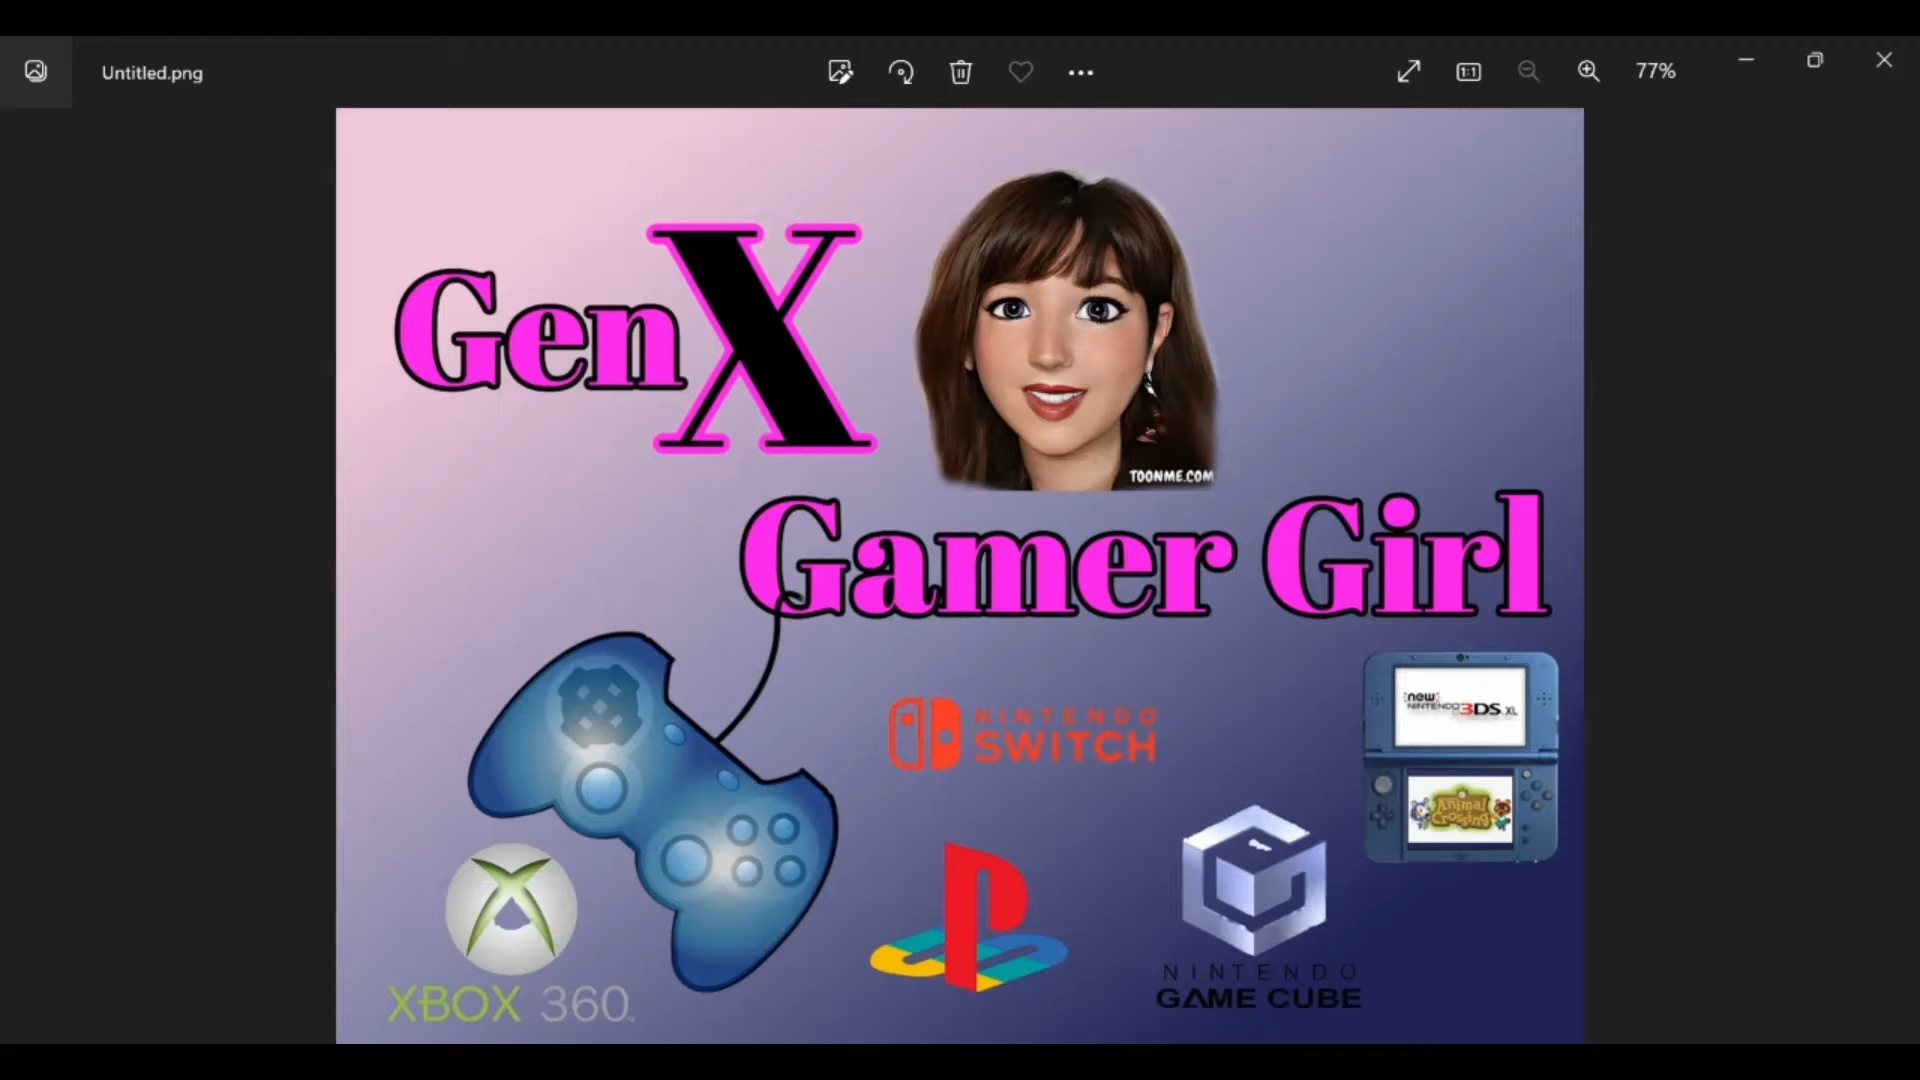 Untitled.png
77%
Gen X
TOONME.COM
Gamer Girl
NINTENDO
SWITCH
new
NINTENDO 3DS XL
Animal
Crossing
XBOX 360
NINTENDO
GAME CUBE